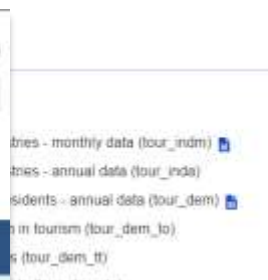 tries - monthly data (tour_indm)
tries - annual data (tour_inda)
sidents - annual data (tour_dem)
in tourism (tour_dem_to)
s (tour_dem_tt)